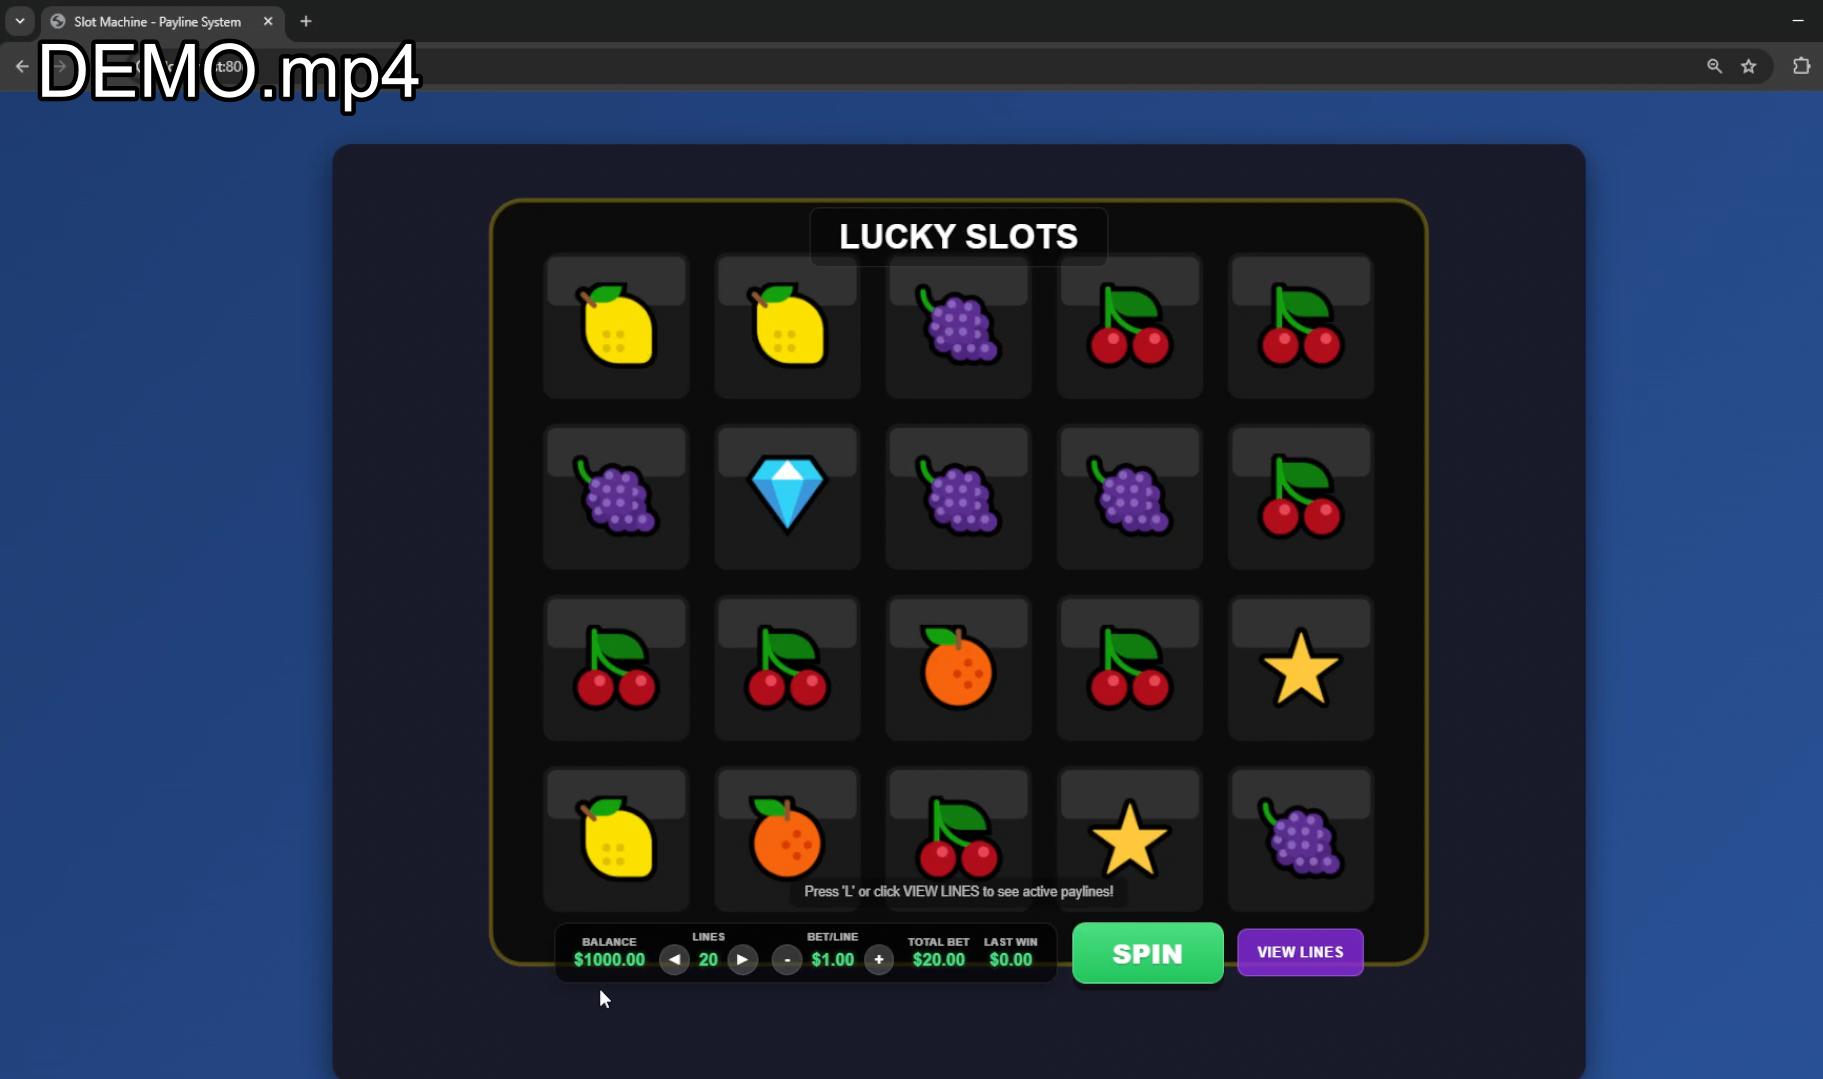 Slot Machine - Payline System
DEMO.mp4
LUCKY SLOTS
Press 'L' or click VIEW LINES to see active paylines!
BALANCE LINES BET/LINE TOTAL BET LAST WIN
$1000.00 20 - $1.00 + $20.00 $0.00
SPIN
VIEW LINES